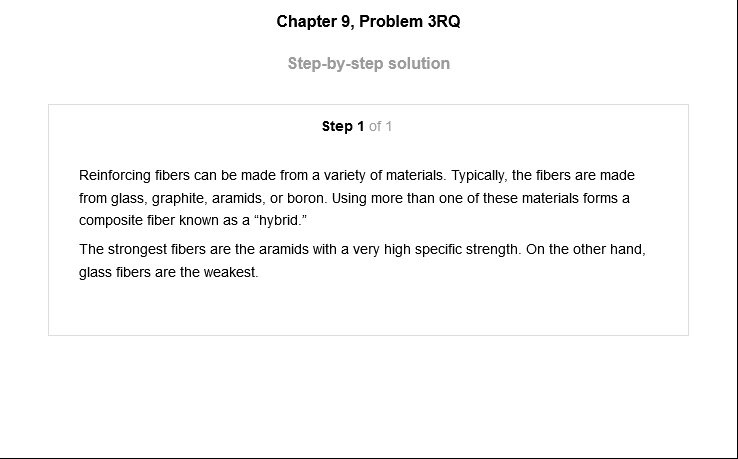 Chapter 9, Problem 3RQ
Step-by-step solution
Step 1 of 1
Reinforcing fibers can be made from a variety of materials. Typically, the fibers are made
from glass, graphite, aramids, or boron. Using more than one of these materials forms a
composite fiber known as a “hybrid.”
The strongest fibers are the aramids with a very high specific strength. On the other hand,
glass fibers are the weakest.